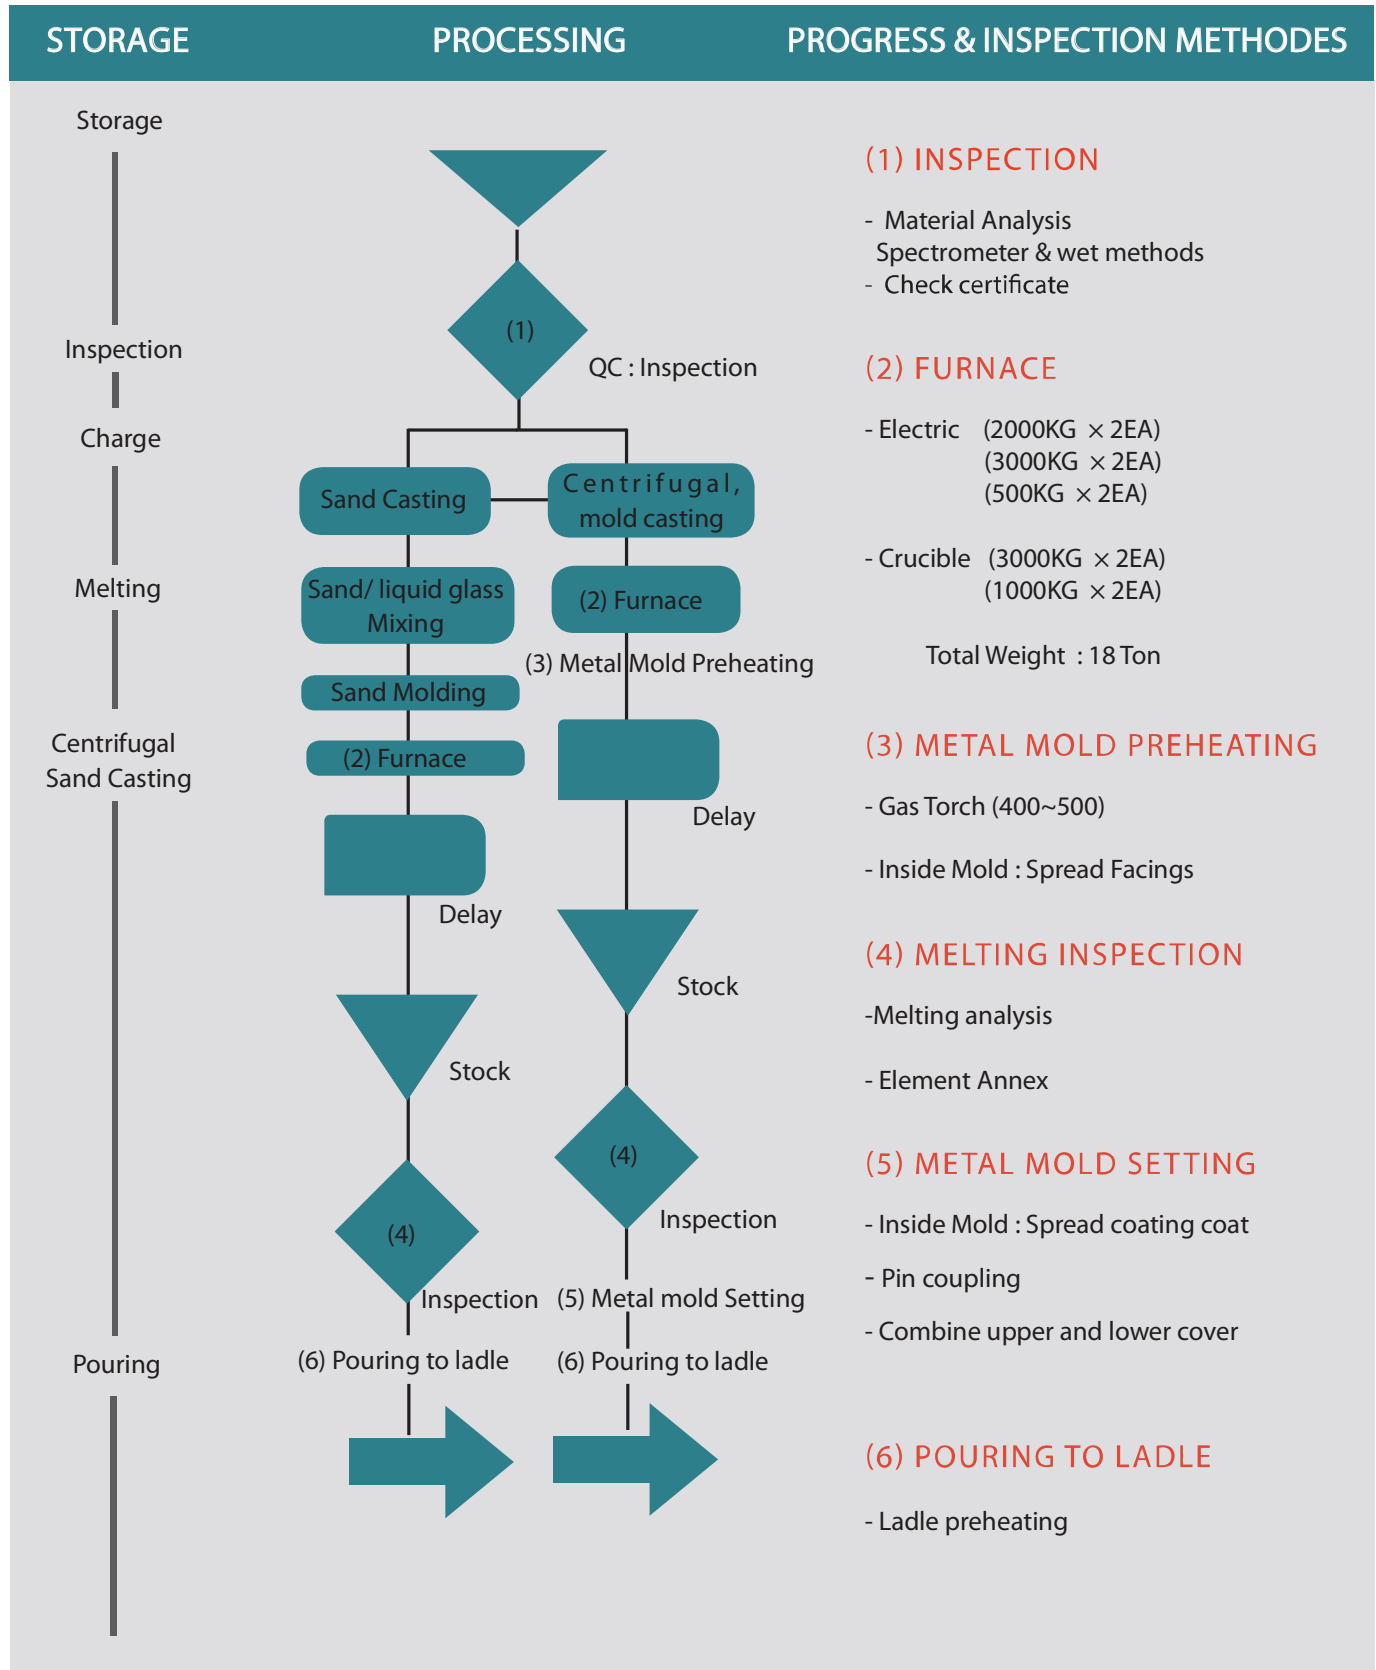 STORAGE
PROCESSING
PROGRESS & INSPECTION METHODES
Storage
Inspection
Charge
Melting
Centrifugal
Sand Casting
Pouring
(1)
QC : Inspection
Sand Casting
Centrifugal,
mold casting
Sand/ liquid glass
Mixing
(2) Furnace
(3) Metal Mold Preheating
Sand Molding
(2) Furnace
Delay
Delay
Stock
Stock
(4)
Inspection
(4)
Inspection
(5) Metal mold Setting
(6) Pouring to ladle
(6) Pouring to ladle
(1) INSPECTION
- Material Analysis
Spectrometer & wet methods
- Check certificate
(2) FURNACE
- Electric (2000KG × 2EA)
(3000KG × 2EA)
(500KG × 2EA)
- Crucible (3000KG × 2EA)
(1000KG × 2EA)
Total Weight : 18 Ton
(3) METAL MOLD PREHEATING
- Gas Torch (400~500)
- Inside Mold : Spread Facings
(4) MELTING INSPECTION
-Melting analysis
- Element Annex
(5) METAL MOLD SETTING
- Inside Mold : Spread coating coat
- Pin coupling
- Combine upper and lower cover
(6) POURING TO LADLE
- Ladle preheating